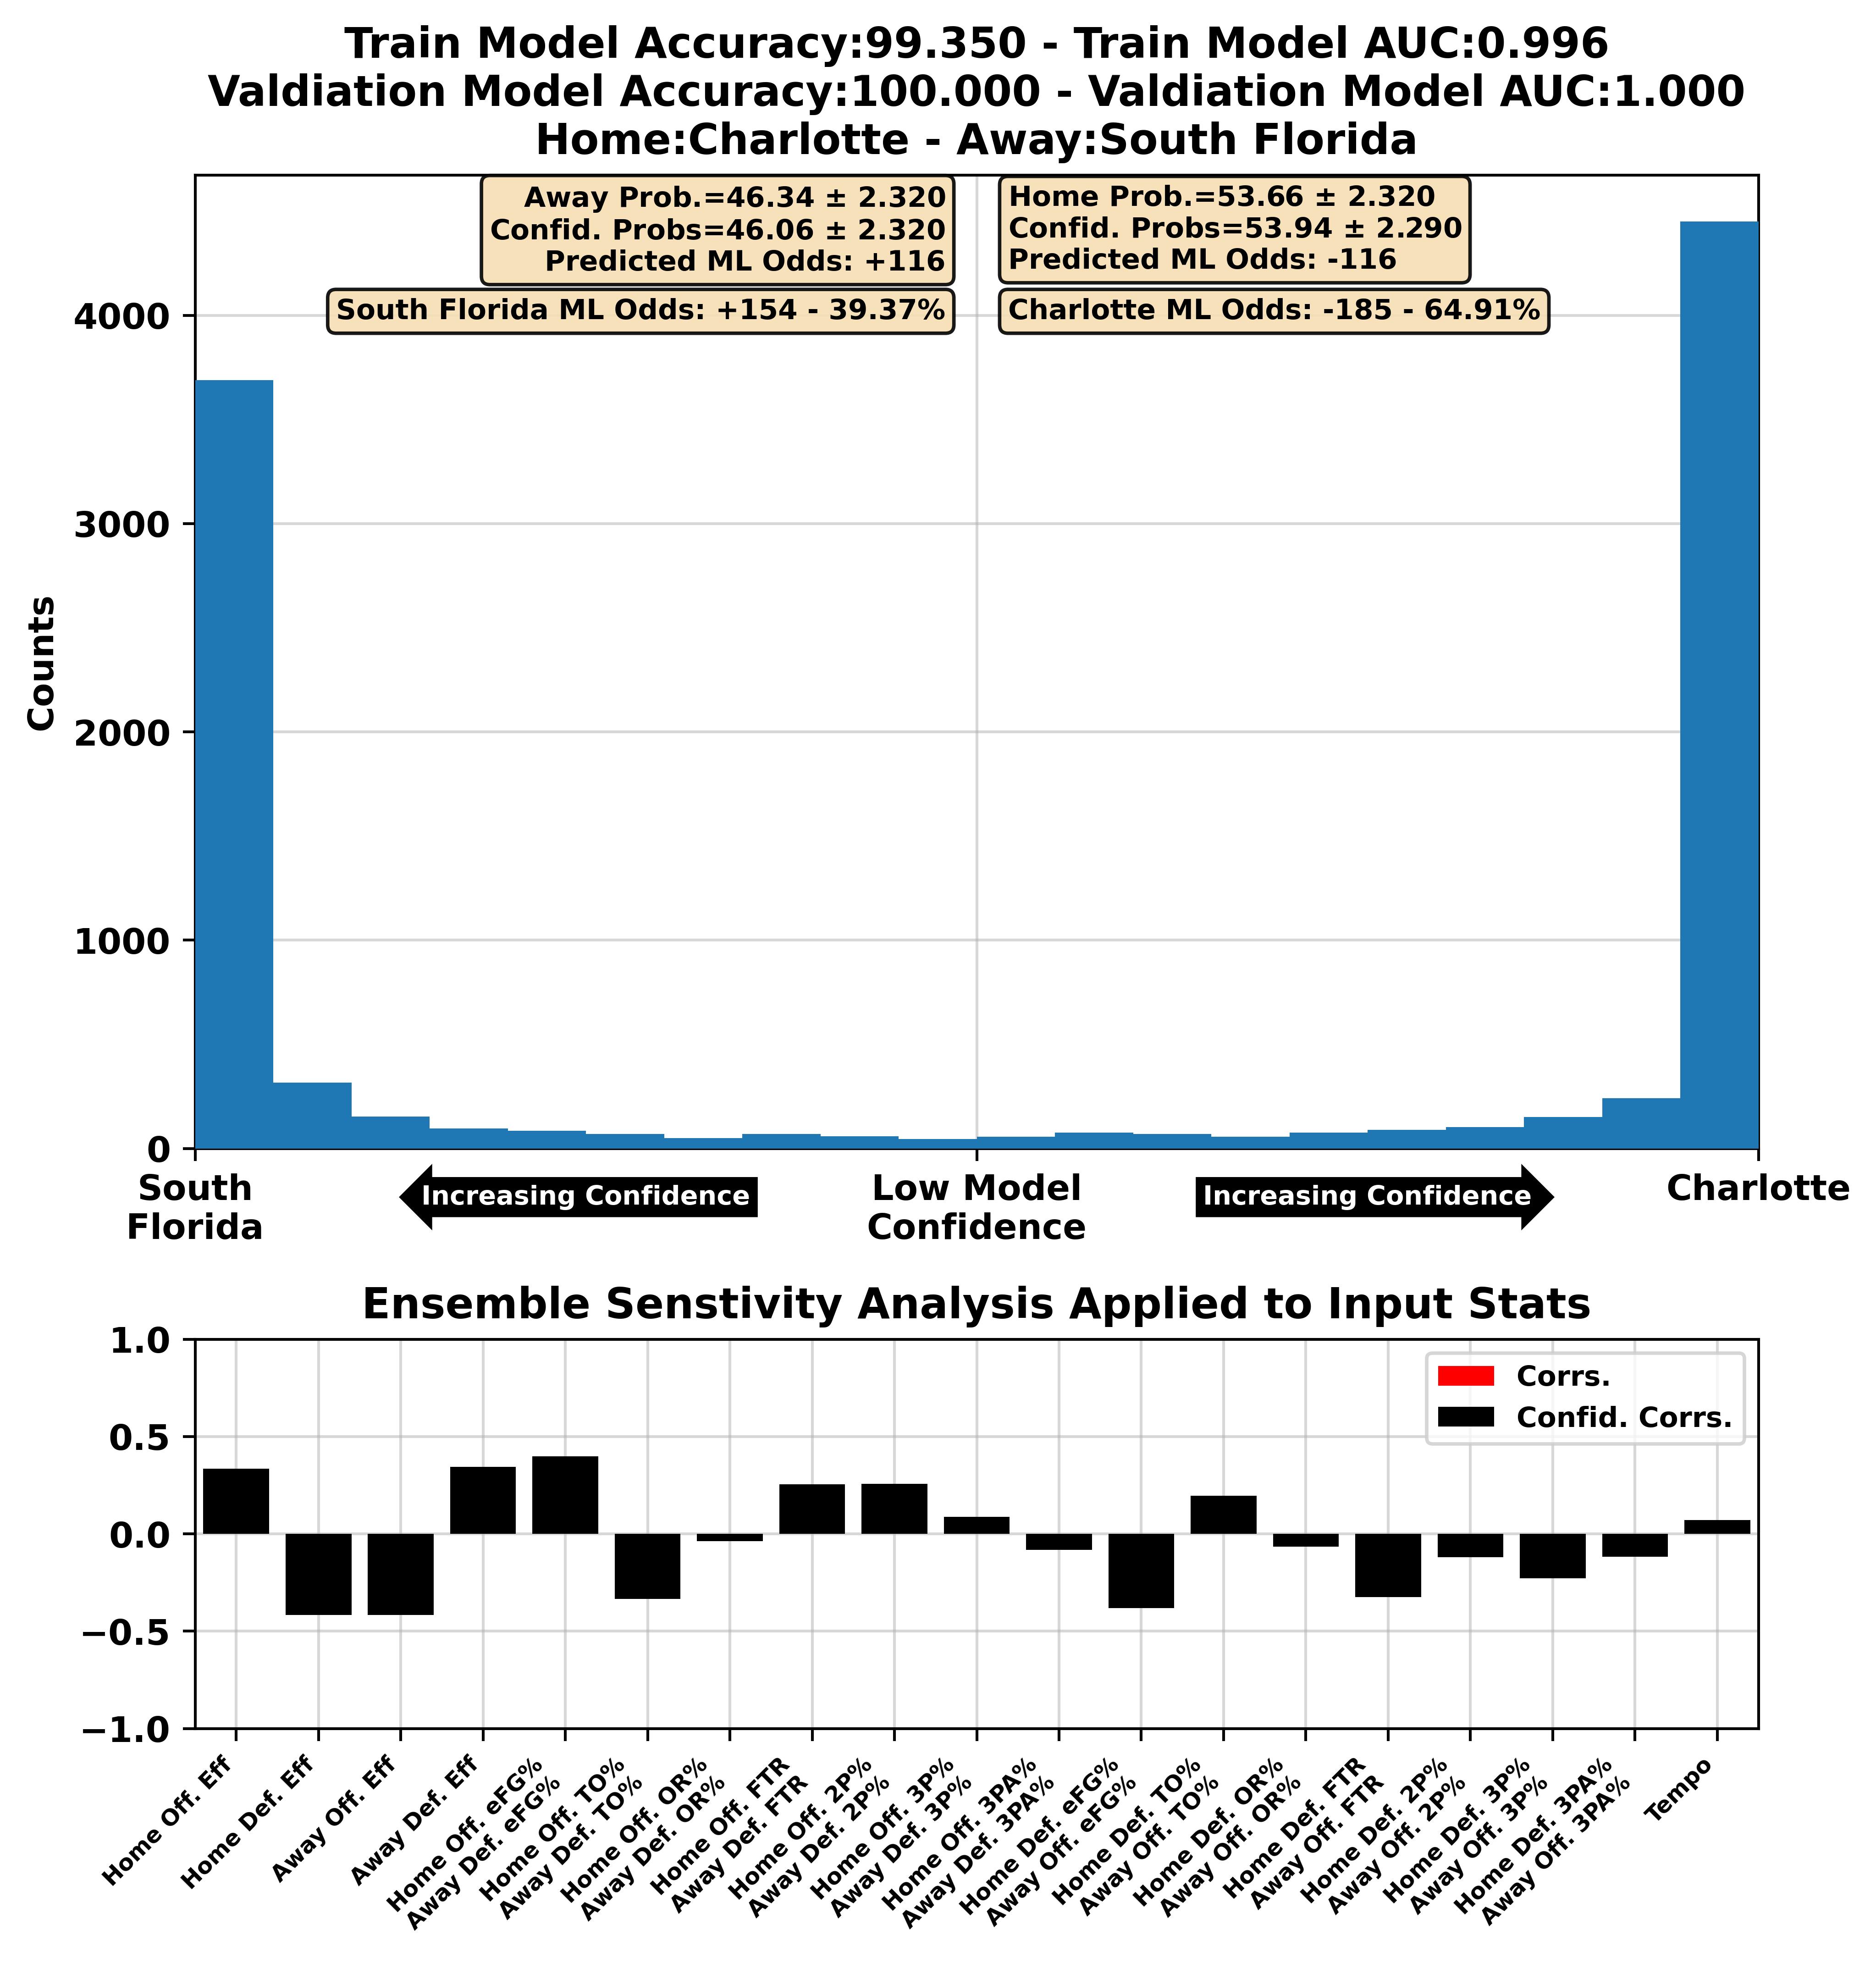 Train Model Accuracy:99.350 - Train Model AUC:0.996
Valdiation Model Accuracy:100.000 - Valdiation Model AUC:1.000
Home:Charlotte - Away:South Florida
Away Prob.=46.34 ± 2.320
Confid. Probs=46.06 ± 2.320
Predicted ML Odds: +116
South Florida ML Odds: +154 - 39.37%
Home Prob.=53.66 ± 2.320
Confid. Probs=53.94 ± 2.290
Predicted ML Odds: -116
Charlotte ML Odds: -185 - 64.91%
Counts
4000
3000
2000
1000
0
South
Florida
Increasing Confidence
Low Model
Confidence
Increasing Confidence
Charlotte
Ensemble Senstivity Analysis Applied to Input Stats
1.0
0.5
0.0
−0.5
−1.0
Corrs.
Confid. Corrs.
Home Off. Eff
Home Def. Eff
Away Off. Eff
Away Def. Eff
Home Off. eFG%
Away Def. eFG%
Home Off. TO%
Away Def. TO%
Home Off. OR%
Away Def. OR%
Home Off. FTR
Away Def. FTR
Home Off. 2P%
Away Def. 2P%
Home Off. 3P%
Away Def. 3P%
Home Off. 3PA%
Away Def. 3PA%
Home Def. eFG%
Away Off. eFG%
Home Def. TO%
Away Off. TO%
Home Def. OR%
Away Off. OR%
Home Def. FTR
Away Off. FTR
Home Def. 2P%
Away Off. 2P%
Home Def. 3P%
Away Off. 3P%
Home Def. 3PA%
Away Off. 3PA%
Tempo